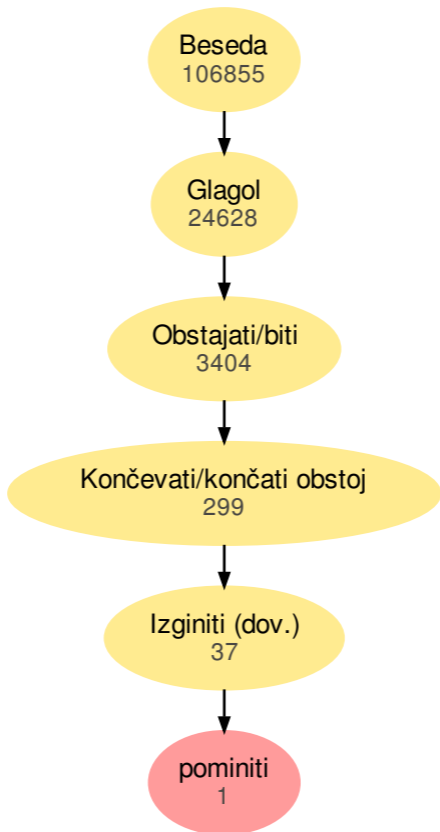 Beseda
106855
Glagol
24628
Obstajati/biti
3404
Končevati/končati obstoj
299
Izginiti (dov.)
37
pominiti
1